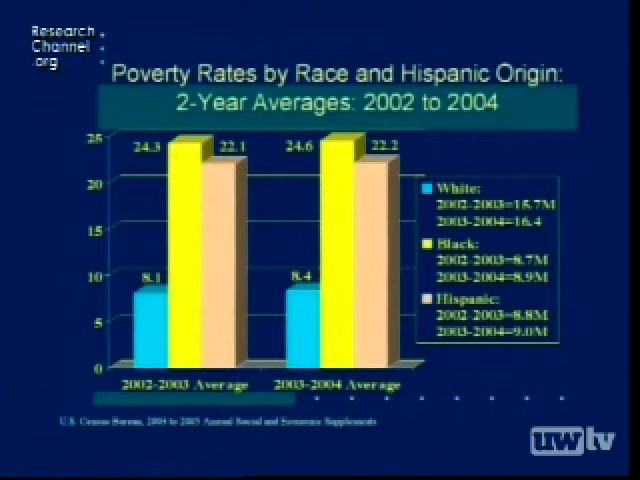 Research
Channel
.org
Poverty Rates by Race and Hispanic Origin:
2-Year Averages: 2002 to 2004
25
20
15
10
5
0
24.3
22.1
8.1
24.6
22.2
8.4
White:
2002-2003=15.7M
2003-2004=16.4
Black:
2002-2003=8.7M
2003-2004=8.9M
Hispanic:
2002-2003=8.8M
2003-2004=9.0M
2002-2003 Average
2003-2004 Average
U.S. Census Bureau, to 2005 Annual Social and Economic Supplements
uwtv